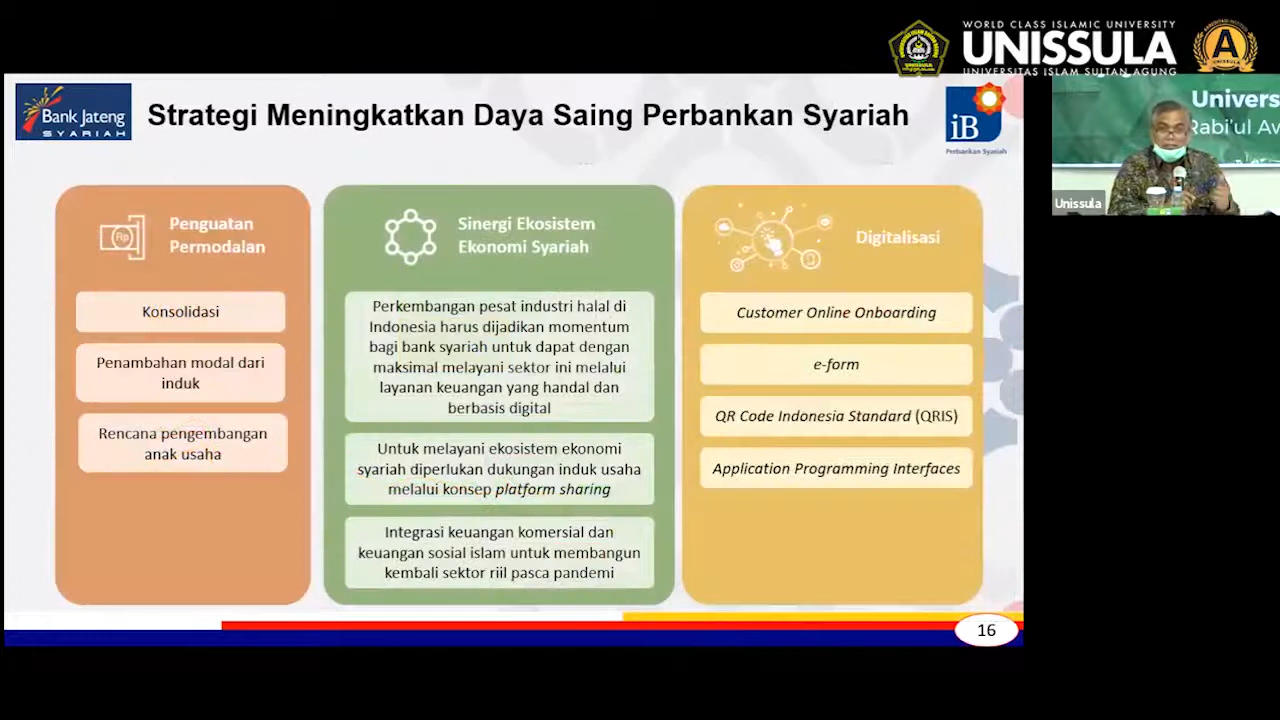 WORLD CLASS ISLAMIC UNIVERSITY
UNISSULA
UNIVERSITAS ISLAM SULTAN AGUNG
A
UNISSULA
Bank Jateng
SYARIAH
Strategi Meningkatkan Daya Saing Perbankan Syariah
iB
Perbankan Syariah
Univers
Rabi'ul Aw
Unissula
Rp
Penguatan
Permodalan
Konsolidasi
Penambahan modal dari
induk
Rencana pengembangan
anak usaha
Sinergi Ekosistem
Ekonomi Syariah
Perkembangan pesat industri halal di
Indonesia harus dijadikan momentum
bagi bank syariah untuk dapat dengan
maksimal melayani sektor ini melalui
layanan keuangan yang handal dan
berbasis digital
Untuk melayani ekosistem ekonomi
syariah diperlukan dukungan induk usaha
melalui konsep platform sharing
Integrasi keuangan komersial dan
keuangan sosial islam untuk membangun
kembali sektor riil pasca pandemi
Digitalisasi
Customer Online Onboarding
e-form
QR Code Indonesia Standard (QRIS)
Application Programming Interfaces
16